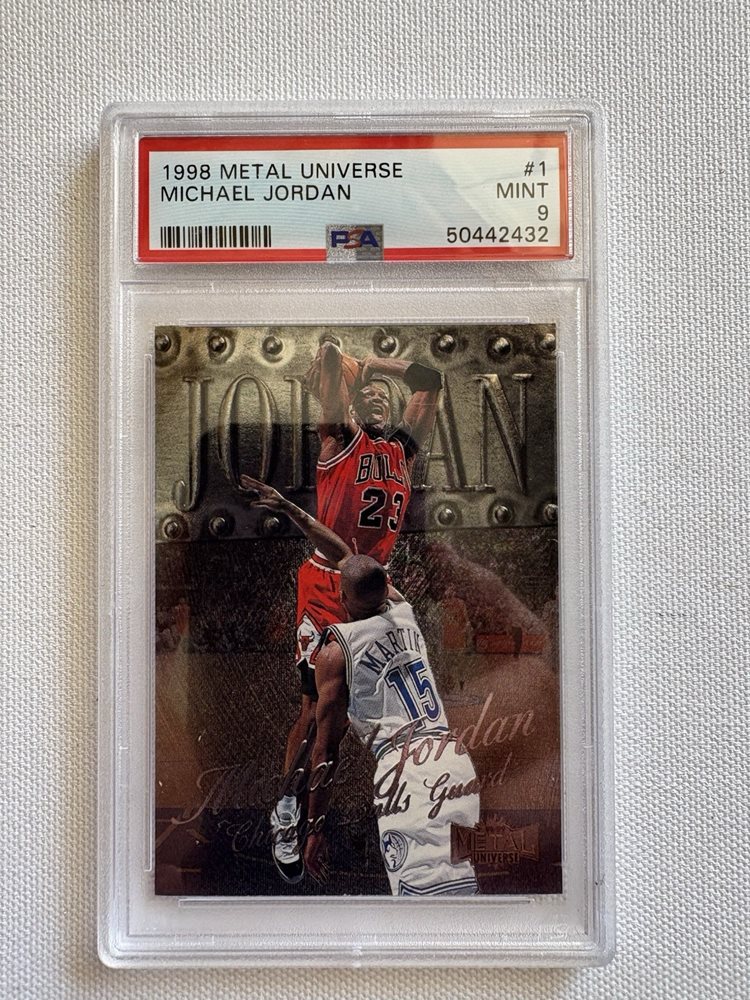 1998 METAL UNIVERSE #1
MICHAEL JORDAN MINT
9
PSA 50442432
JORDAN
BULLS
23
MARTIN
15
Michael Jordan
Chicago Bulls Guard
METAL
UNIVERSE